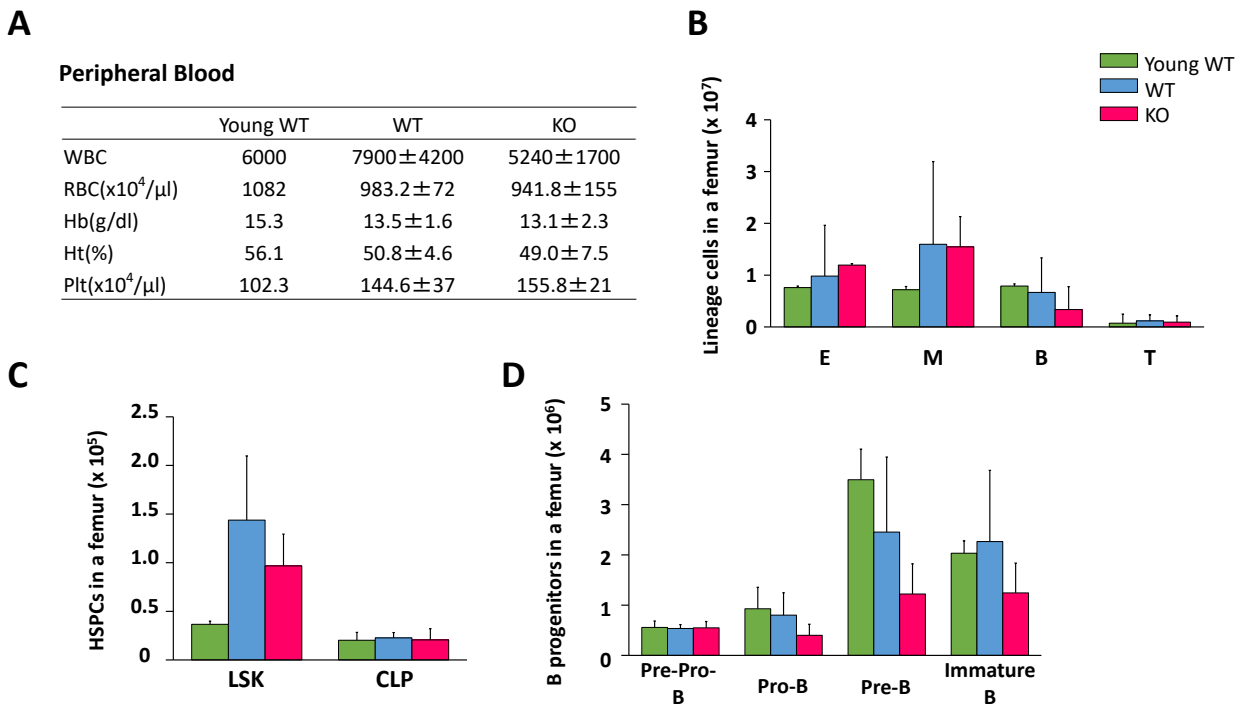 A
Peripheral Blood
Young WT WT KO
WBC 6000 7900±4200 5240±1700
RBC(x10⁴/μl) 1082 983.2±72 941.8±155
Hb(g/dl) 15.3 13.5±1.6 13.1±2.3
Ht(%) 56.1 50.8±4.6 49.0±7.5
Plt(x10⁴/μl) 102.3 144.6±37 155.8±21
B
Young WT
WT
KO
Lineage cells in a femur (x 10⁷)
4
3
2
1
0
E M B T
C
HSPCs in a femur (x 10⁵)
2.5
2.0
1.5
1.0
0.5
0
LSK CLP
D
B progenitors in a femur (x 10⁶)
5
4
3
2
1
0
Pre-Pro-
B
Pro-B
Pre-B
Immature
B